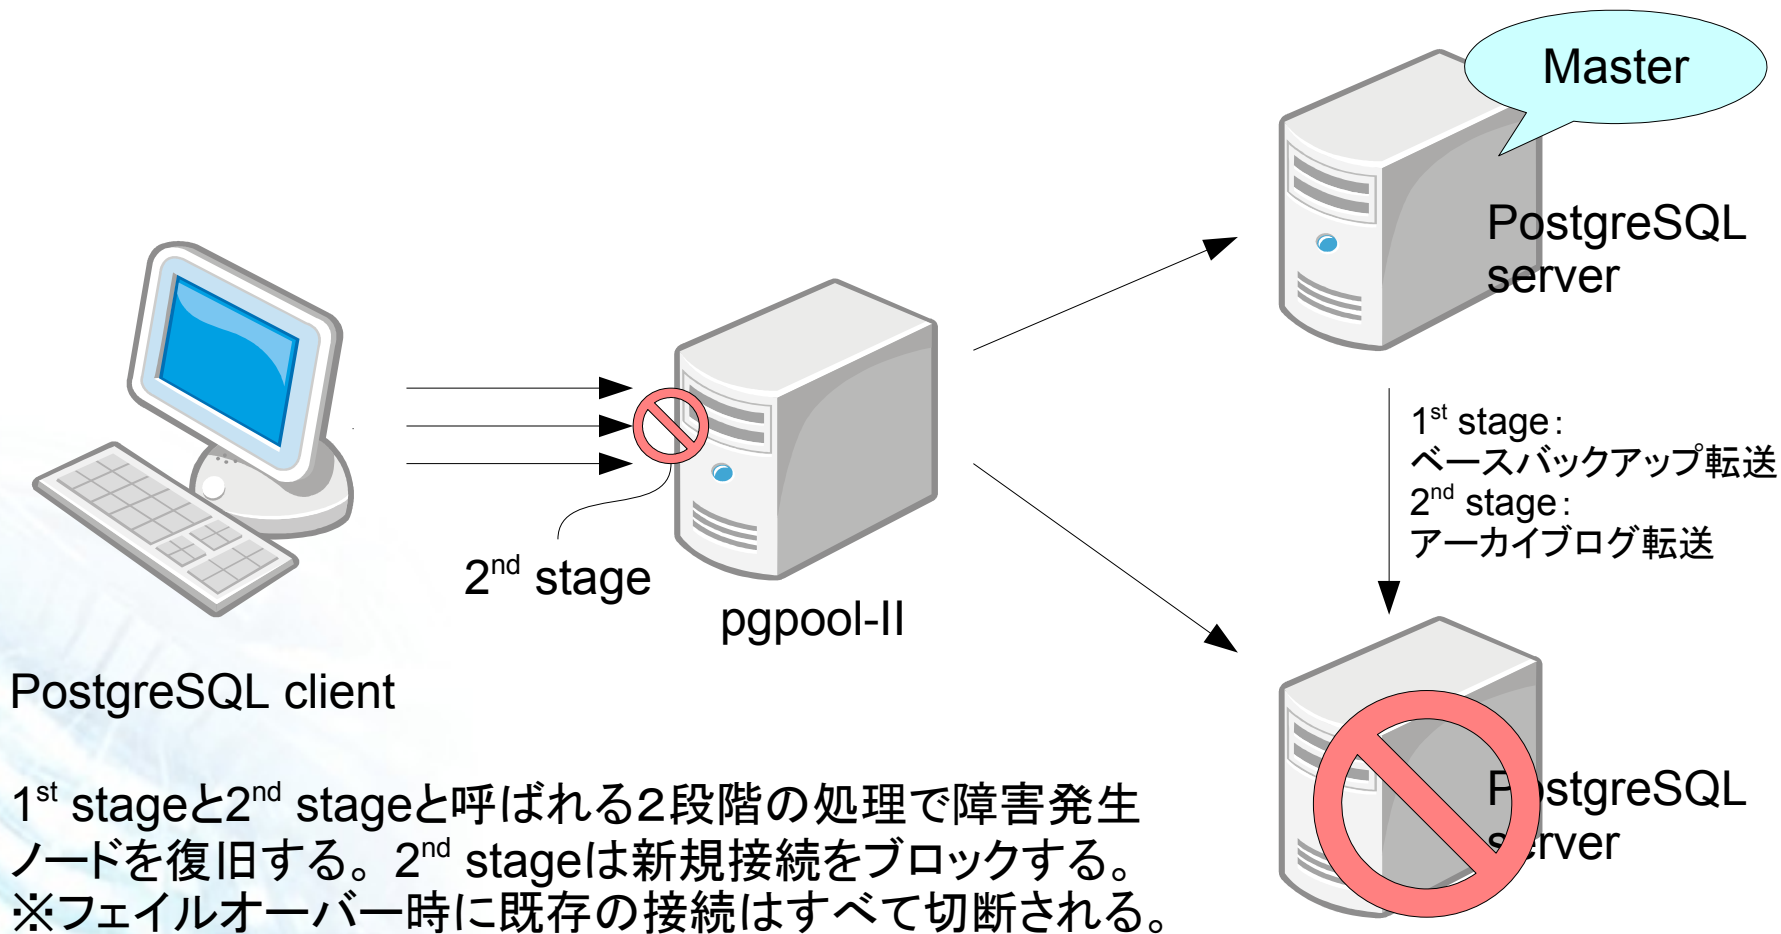 Master
PostgreSQL
server
1st stage：
ベースバックアップ転送
2nd stage：
アーカイブログ転送
2nd stage
pgpool-II
PostgreSQL client
PostgreSQL
server
1st stageと2nd stageと呼ばれる２段階の処理で障害発生
ノードを復旧する。2nd stageは新規接続をブロックする。
※フェイルオーバー時に既存の接続はすべて切断される。